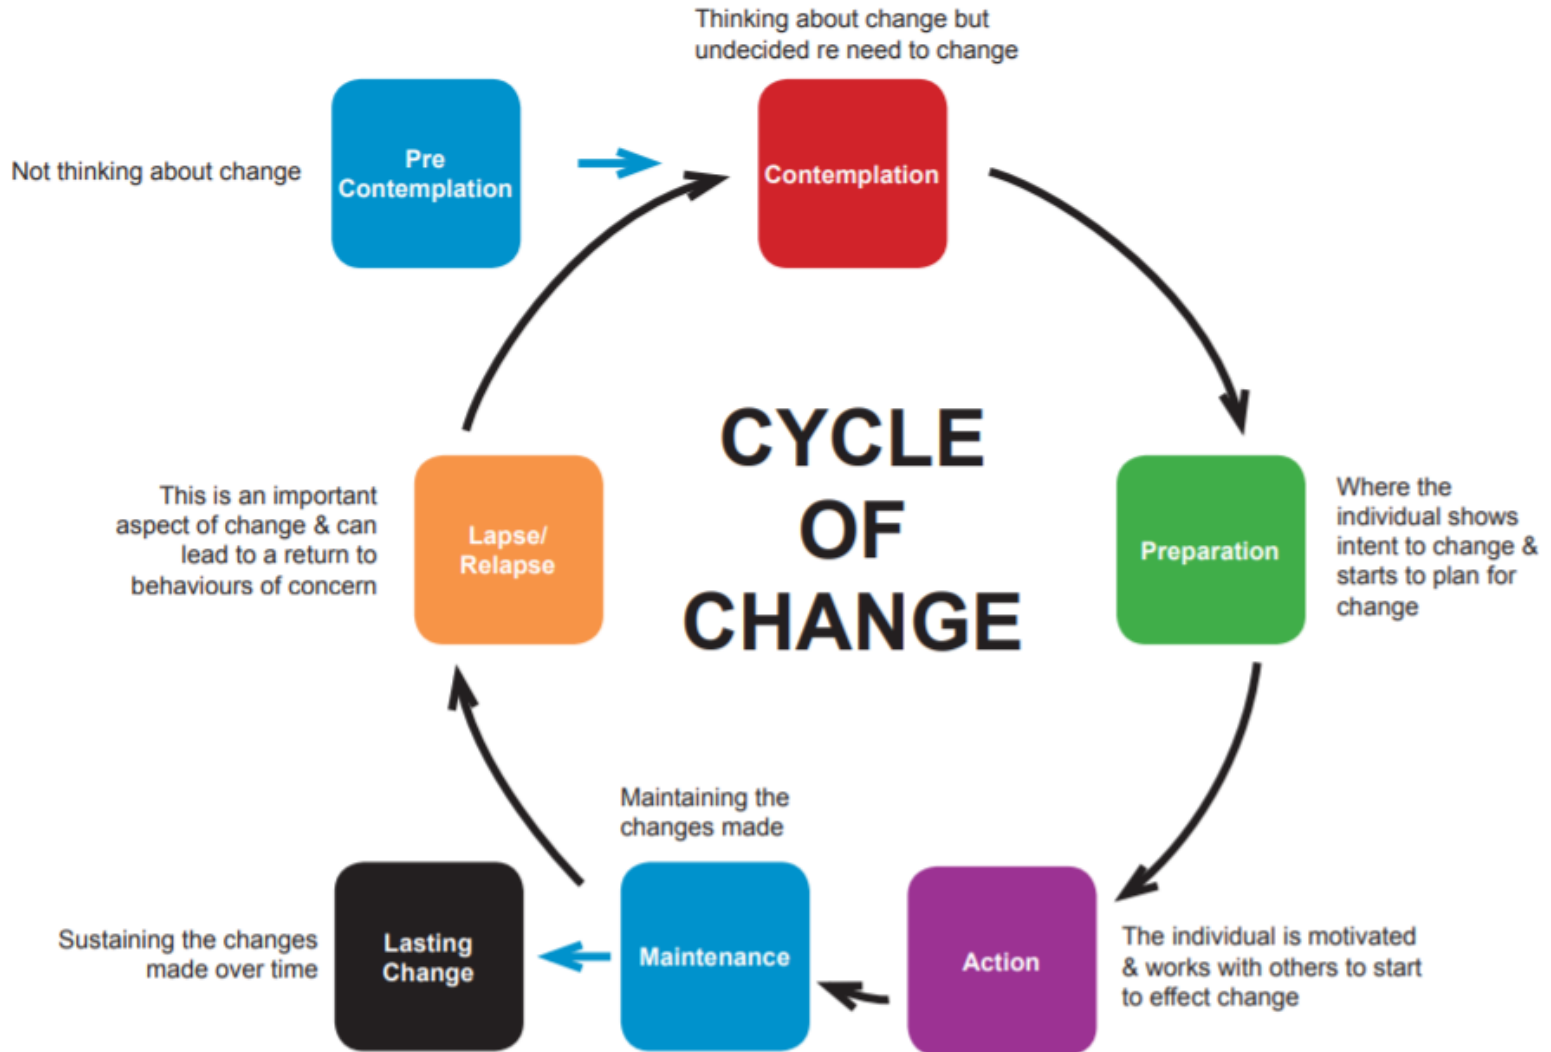 Thinking about change but
undecided re need to change
Not thinking about change
Pre
Contemplation
Contemplation
CYCLE
OF
CHANGE
This is an important
aspect of change & can
lead to a return to
behaviours of concern
Lapse/
Relapse
Preparation
Where the
individual shows
intent to change &
starts to plan for
change
Maintaining the
changes made
Sustaining the changes
made over time
Lasting
Change
Maintenance
Action
The individual is motivated
& works with others to start
to effect change